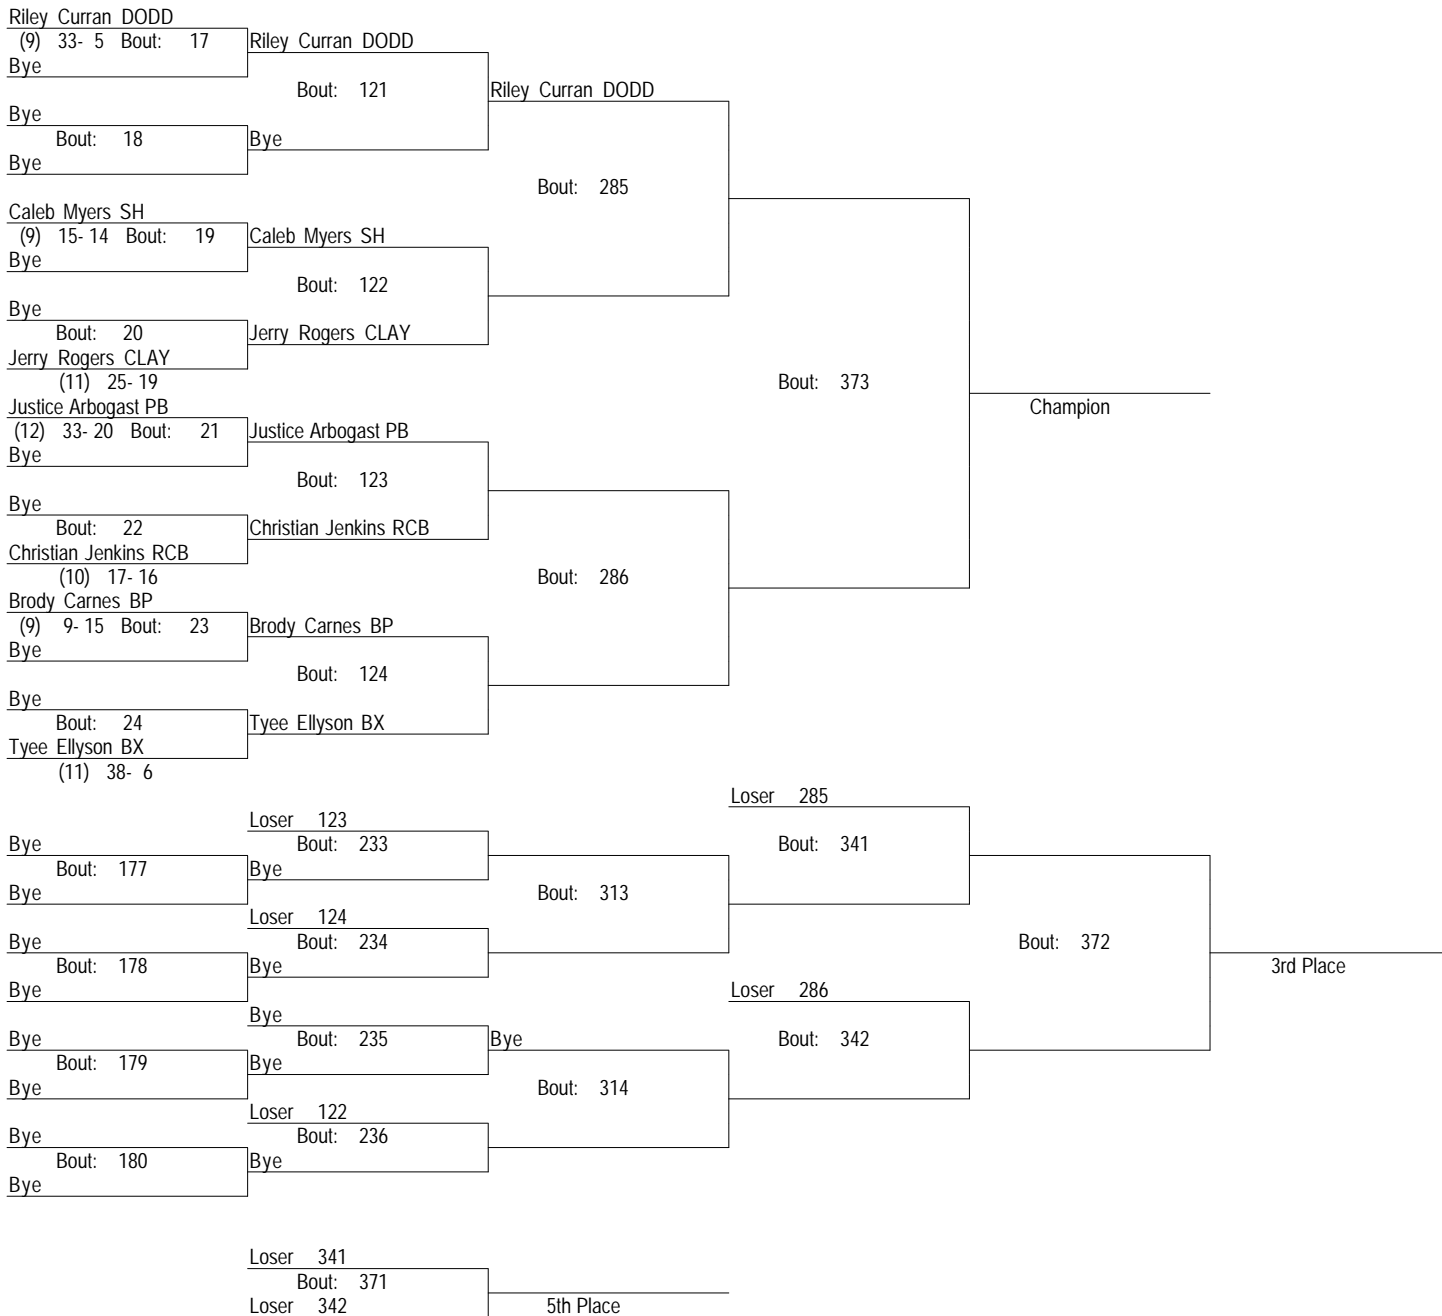 Riley Curran DODD
(9) 33- 5 Bout: 17
Bye
Bye
Bout: 18
Bye
Caleb Myers SH
(9) 15- 14 Bout: 19
Bye
Bye
Bout: 20
Jerry Rogers CLAY
(11) 25- 19
Justice Arbogast PB
(12) 33- 20 Bout: 21
Bye
Bye
Bout: 22
Christian Jenkins RCB
(10) 17- 16
Brody Carnes BP
(9) 9- 15 Bout: 23
Bye
Bye
Bout: 24
Tyee Ellyson BX
(11) 38- 6
Riley Curran DODD
Bout: 121
Bye
Caleb Myers SH
Bout: 122
Jerry Rogers CLAY
Justice Arbogast PB
Bout: 123
Christian Jenkins RCB
Brody Carnes BP
Bout: 124
Tyee Ellyson BX
Riley Curran DODD
Bout: 285
Bout: 286
Bout: 373
Champion
Bye
Bout: 177
Bye
Bye
Bout: 178
Bye
Bye
Bout: 179
Bye
Bye
Bout: 180
Bye
Loser 123
Bout: 233
Bye
Loser 124
Bout: 234
Bye
Bye
Bout: 235
Bye
Loser 122
Bout: 236
Bye
Bout: 313
Bye
Bout: 314
Loser 285
Bout: 341
Loser 286
Bout: 342
Bout: 372
3rd Place
Loser 341
Bout: 371
Loser 342
5th Place